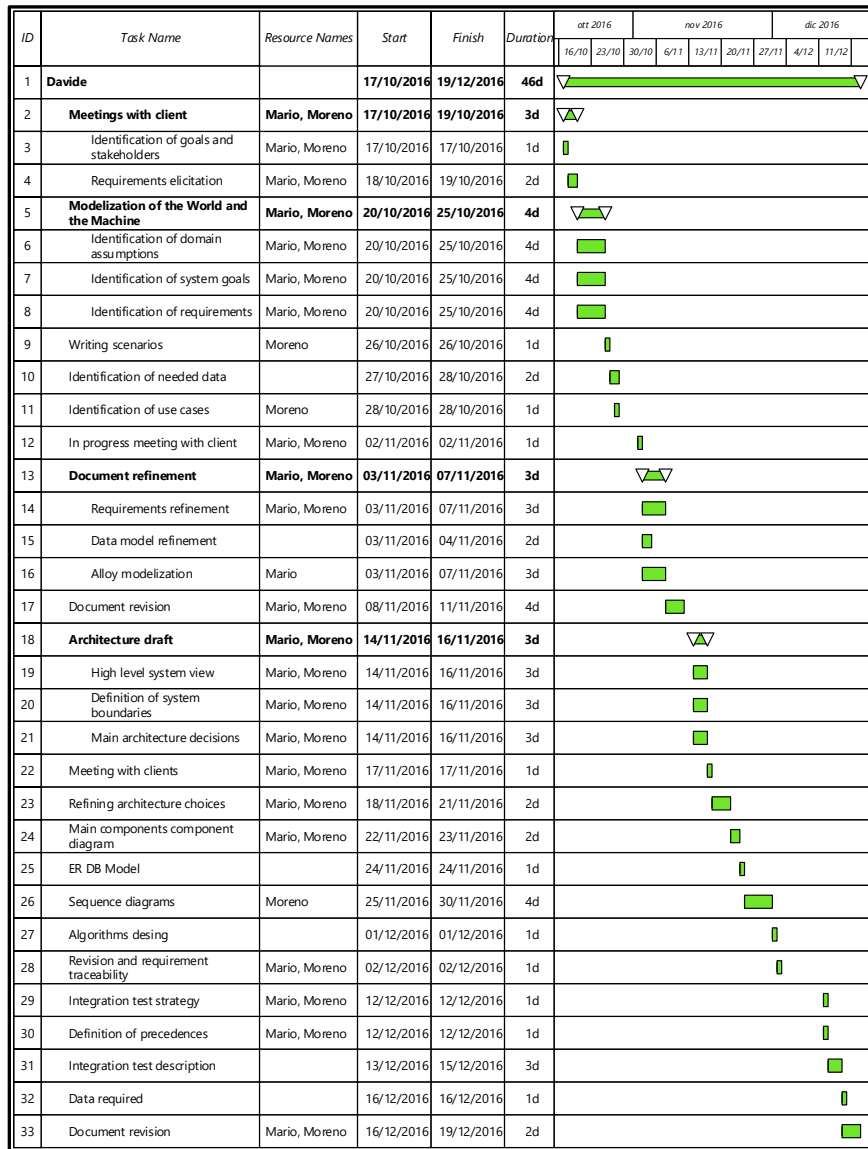 ID Task Name Resource Names Start Finish Duration ott 2016 nov 2016 dic 2016
16/10 23/10 30/10 6/11 13/11 20/11 27/11 4/12 11/12
1 Davide 17/10/2016 19/12/2016 46d
2 Meetings with client Mario, Moreno 17/10/2016 19/10/2016 3d
3 Identification of goals and stakeholders Mario, Moreno 17/10/2016 17/10/2016 1d
4 Requirements elicitation Mario, Moreno 18/10/2016 19/10/2016 2d
5 Modelization of the World and the Machine Mario, Moreno 20/10/2016 25/10/2016 4d
6 Identification of domain assumptions Mario, Moreno 20/10/2016 25/10/2016 4d
7 Identification of system goals Mario, Moreno 20/10/2016 25/10/2016 4d
8 Identification of requirements Mario, Moreno 20/10/2016 25/10/2016 4d
9 Writing scenarios Moreno 26/10/2016 26/10/2016 1d
10 Identification of needed data 27/10/2016 28/10/2016 2d
11 Identification of use cases Moreno 28/10/2016 28/10/2016 1d
12 In progress meeting with client Mario, Moreno 02/11/2016 02/11/2016 1d
13 Document refinement Mario, Moreno 03/11/2016 07/11/2016 3d
14 Requirements refinement Mario, Moreno 03/11/2016 07/11/2016 3d
15 Data model refinement 03/11/2016 04/11/2016 2d
16 Alloy modelization Mario 03/11/2016 07/11/2016 3d
17 Document revision Mario, Moreno 08/11/2016 11/11/2016 4d
18 Architecture draft Mario, Moreno 14/11/2016 16/11/2016 3d
19 High level system view Mario, Moreno 14/11/2016 16/11/2016 3d
20 Definition of system boundaries Mario, Moreno 14/11/2016 16/11/2016 3d
21 Main architecture decisions Mario, Moreno 14/11/2016 16/11/2016 3d
22 Meeting with clients Mario, Moreno 17/11/2016 17/11/2016 1d
23 Refining architecture choices Mario, Moreno 18/11/2016 21/11/2016 2d
24 Main components component diagram Mario, Moreno 22/11/2016 23/11/2016 2d
25 ER DB Model 24/11/2016 24/11/2016 1d
26 Sequence diagrams Moreno 25/11/2016 30/11/2016 4d
27 Algorithms desing 01/12/2016 01/12/2016 1d
28 Revision and requirement traceability Mario, Moreno 02/12/2016 02/12/2016 1d
29 Integration test strategy Mario, Moreno 12/12/2016 12/12/2016 1d
30 Definition of precedences Mario, Moreno 12/12/2016 12/12/2016 1d
31 Integration test description 13/12/2016 15/12/2016 3d
32 Data required 16/12/2016 16/12/2016 1d
33 Document revision Mario, Moreno 16/12/2016 19/12/2016 2d